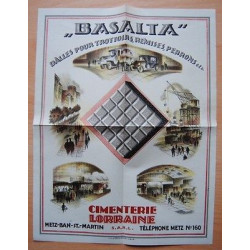 „BASALTA"
DALLES POUR TROTTOIRS, REMISES, PERRONS etc
CIMENTERIE
LORRAINE
METZ-BAN-ST-MARTIN S.A.R.L. TÉLÉPHONE METZ No 160